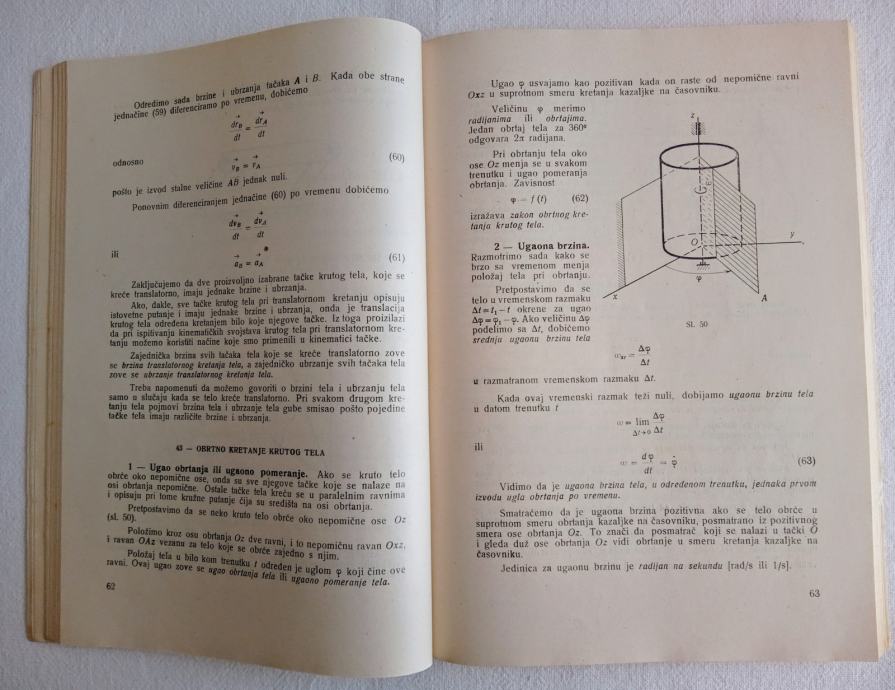 Odredimo sada brzine i ubrzanja tačaka A i B. Kada obe strane
jednačine (59) diferenciramo po vremenu, dobićemo
dr⃗B/dt = dr⃗A/dt
odnosno v⃗B = v⃗A (60)
pošto je izvod stalne veličine AB jednak nuli.
Ponovnim diferenciranjem jednačine (60) po vremenu dobićemo
dv⃗B/dt = dv⃗A/dt
ili a⃗B = a⃗A (61)
Zaključujemo da dve proizvoljno izabrane tačke krutog tela, koje se
kreće translatorno, imaju jednake brzine i ubrzanja.
Ako, dakle, sve tačke krutog tela pri translatornom kretanju opisuju
istovetne putanje i imaju jednake brzine i ubrzanja, onda je translacija
krutog tela određena kretanjem bilo koje njegove tačke. Iz toga proizilazi
da pri ispitivanju kinematičkih svojstava krutog tela pri translatornom kre-
tanju možemo koristiti načine koje smo primenili u kinematici tačke.
Zajednička brzina svih tačaka tela koje se kreće translatorno zove
se brzina translatornog kretanja tela, a zajedničko ubrzanje svih tačaka tela
zove se ubrzanje translatornog kretanja tela.
Treba napomenuti da možemo govoriti o brzini tela i ubrzanju tela
samo u slučaju kada se telo kreće translatorno. Pri svakom drugom kre-
tanju tela pojmovi brzina tela i ubrzanje tela gube smisao pošto pojedine
tačke tela imaju različite brzine i ubrzanja.
43 — OBRTNO KRETANJE KRUTOG TELA
1 — Ugao obrtanja ili ugaono pomeranje. Ako se kruto telo
obrće oko nepomične ose, onda su sve njegove tačke koje se nalaze na
osi obrtanja nepomične. Ostale tačke tela kreću se u paralelnim ravnima
i opisuju pri tome kružne putanje čija su središta na osi obrtanja.
Pretpostavimo da se neko kruto telo obrće oko nepomične ose Oz
(sl. 50).
Položimo kroz osu obrtanja Oz dve ravni, i to nepomičnu ravan Oxz,
i ravan OAz vezanu za telo koje se obrće zajedno s njim.
Položaj tela u bilo kom trenutku t određen je uglom φ koji čine ove
ravni. Ovaj ugao zove se ugao obrtanja tela ili ugaono pomeranje tela.
62
Ugao φ usvajamo kao pozitivan kada on raste od nepomične ravni
Oxz u suprotnom smeru kretanja kazaljke na časovniku.
Veličinu φ merimo
radijanima ili obrtajima.
Jedan obrtaj tela za 360°
odgovara 2π radijana.
Pri obrtanju tela oko
ose Oz menja se u svakom
trenutku i ugao pomeranja
obrtanja. Zavisnost
φ = f (t) (62)
izražava zakon obrtnog kre-
tanja krutog tela.
2 — Ugaona brzina.
Razmotrimo sada kako se
brzo sa vremenom menja
položaj tela pri obrtanju.
Pretpostavimo da se
telo u vremenskom razmaku
Δt = t₁ − t okrene za ugao
Δφ = φ₁ − φ. Ako veličinu Δφ
podelimo sa Δt, dobićemo
srednju ugaonu brzinu tela
z
O
y
φ
x
A
Sl. 50
ωsr = Δφ/Δt
u razmatranom vremenskom razmaku Δt.
Kada ovaj vremenski razmak teži nuli, dobijamo ugaonu brzinu tela
u datom trenutku t
ω = lim Δt→0 Δφ/Δt
ili
ω = dφ/dt = φ̇ (63)
Vidimo da je ugaona brzina tela, u određenom trenutku, jednaka prvom
izvodu ugla obrtanja po vremenu.
Smatraćemo da je ugaona brzina pozitivna ako se telo obrće u
suprotnom smeru obrtanja kazaljke na časovniku, posmatrano iz pozitivnog
smera ose obrtanja Oz. To znači da posmatrač koji se nalazi u tački O
i gleda duž ose obrtanja Oz vidi obrtanje u smeru kretanja kazaljke na
časovniku.
Jedinica za ugaonu brzinu je radijan na sekundu [rad/s ili 1/s].
63